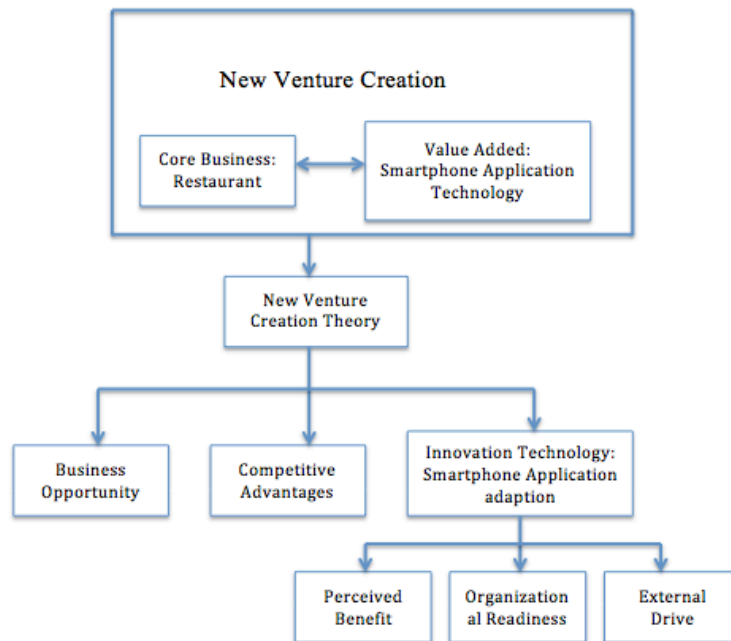 New Venture Creation
Core Business:
Restaurant
Value Added:
Smartphone Application
Technology
New Venture
Creation Theory
Business
Opportunity
Competitive
Advantages
Innovation Technology:
Smartphone Application
adaption
Perceived
Benefit
Organization
al Readiness
External
Drive